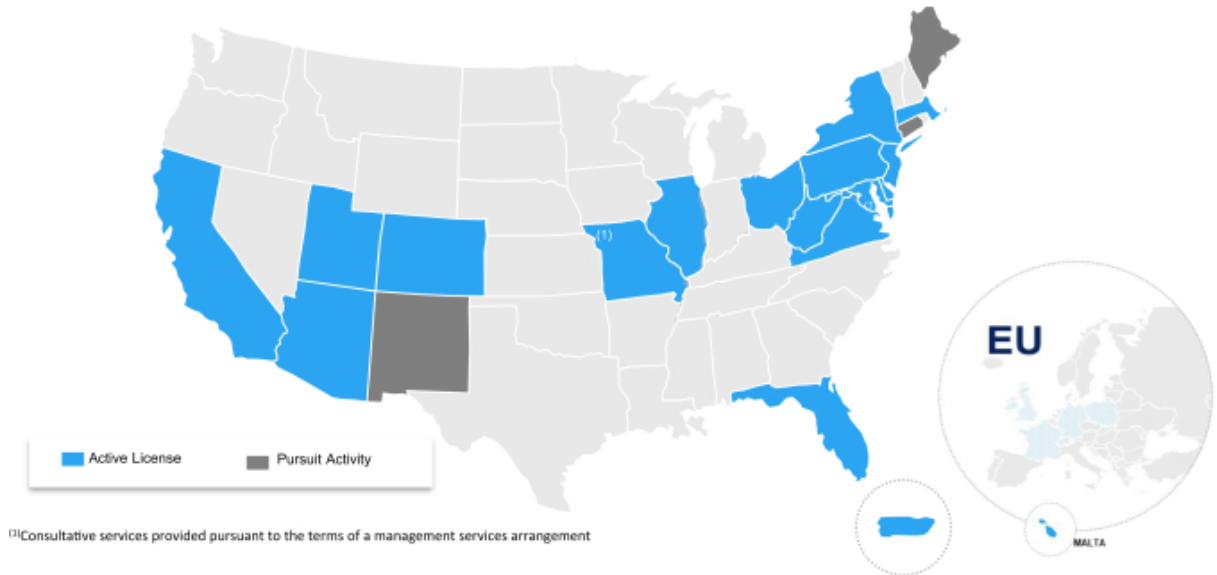 (1)
EU
Active License
Pursuit Activity
MALTA
(1)Consultative services provided pursuant to the terms of a management services arrangement